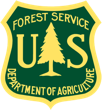 FOREST SERVICE
U S
DEPARTMENT OF AGRICULTURE